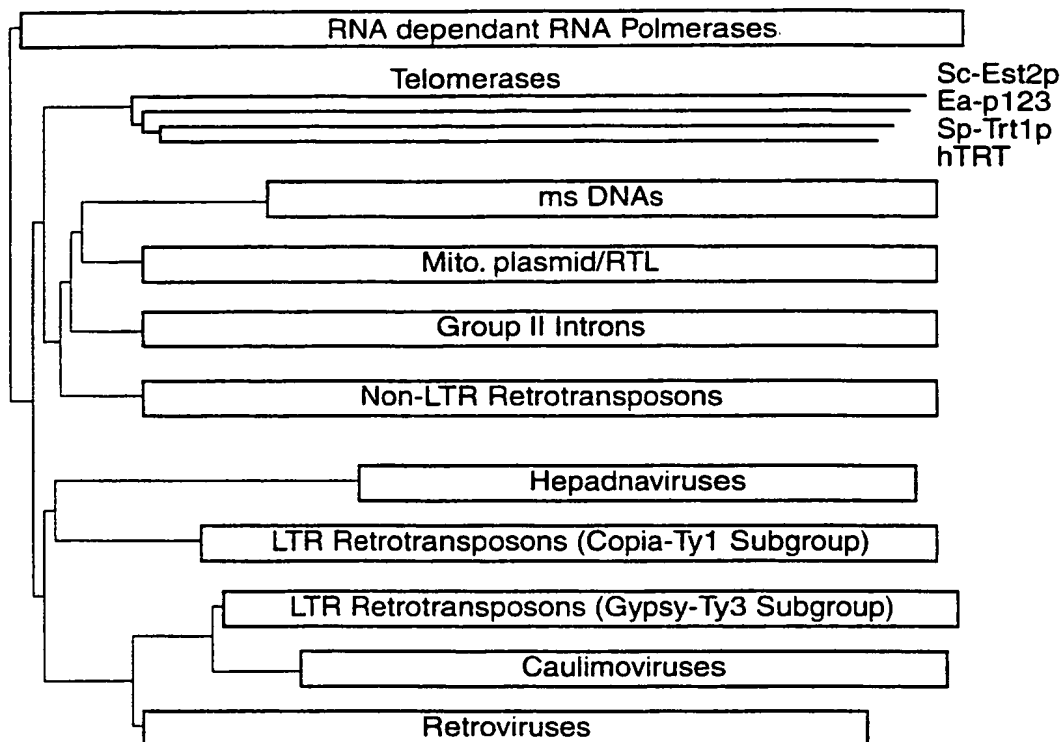 RNA dependant RNA Polmerases
Telomerases
Sc-Est2p
Ea-p123
Sp-Trt1p
hTRT
ms DNAs
Mito. plasmid/RTL
Group II Introns
Non-LTR Retrotransposons
Hepadnaviruses
LTR Retrotransposons (Copia-Ty1 Subgroup)
LTR Retrotransposons (Gypsy-Ty3 Subgroup)
Caulimoviruses
Retroviruses